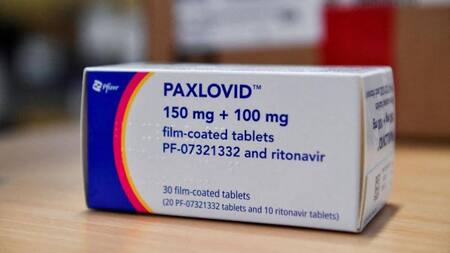 Pfizer
PAXLOVID™
150 mg + 100 mg
film-coated tablets
PF-07321332 and ritonavir
30 film-coated tablets
(20 PF-07321332 tablets and 10 ritonavir tablets)